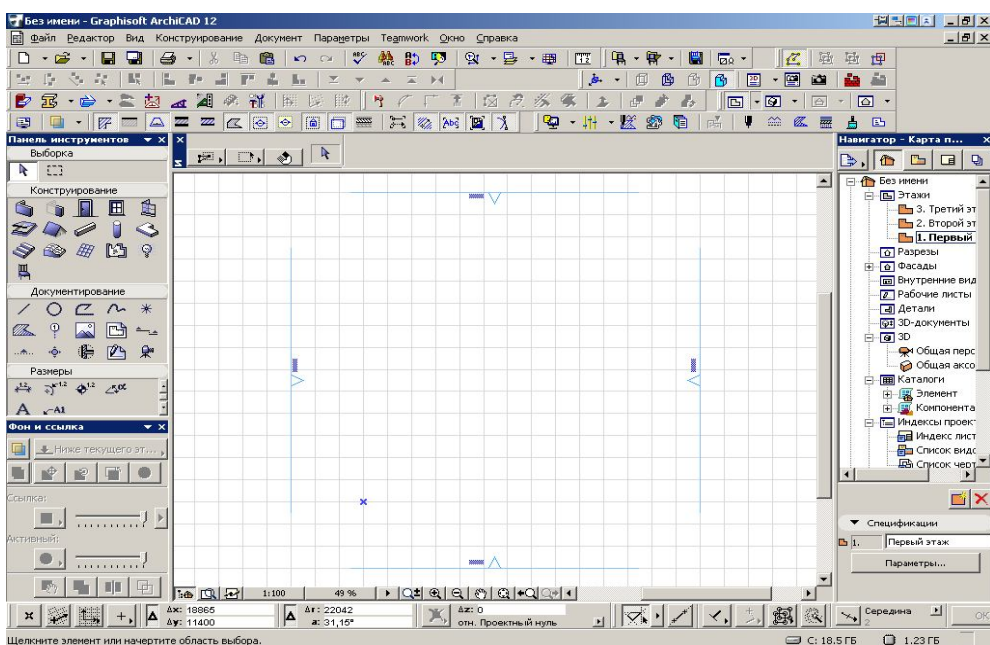 Без имени - Graphisoft ArchiCAD 12
Файл Редактор Вид Конструирование Документ Параметры Teamwork Окно Справка
Панель инструментов
Выборка
Конструирование
Документирование
Размеры
Фон и ссылка
Ниже текущего эт...
Ссылка:
Активный:
Навигатор - Карта п...
Без имени
Этажи
3. Третий эт
2. Второй эт
1. Первый
Разрезы
Фасады
Внутренние вид
Рабочие листы
Детали
3D-документы
3D
Общая перс
Общая аксо
Каталоги
Элемент
Компонента
Индексы проект
Индекс лист
Список видо
Список черт
Спецификации
1. Первый этаж
Параметры...
1:100 49 %
Δx: 18865 Δr: 22042 Δz: 0
Δy: 11400 a: 31,15° отн. Проектный нуль
Середина
2
OK
Щелкните элемент или начертите область выбора.
C: 18.5 ГБ 1.23 ГБ